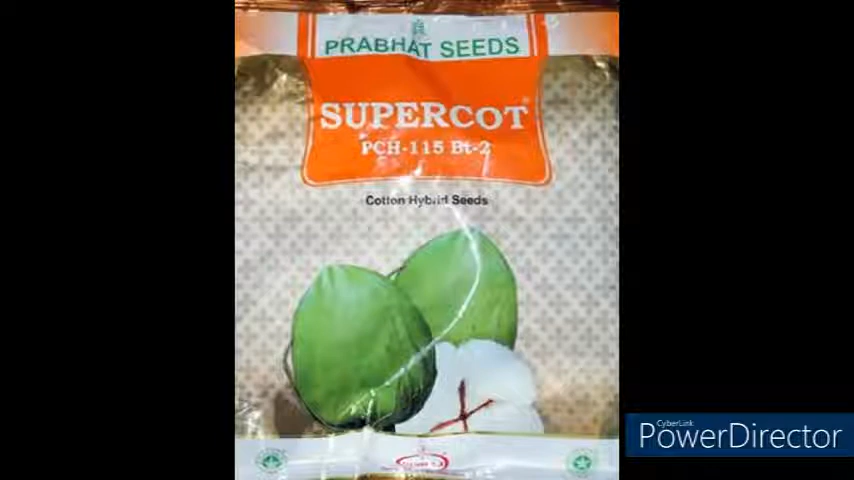 PRABHAT SEEDS
SUPERCOT
PCH-115 Bt-2
Cotton Hybrid Seeds
CyberLink
PowerDirector